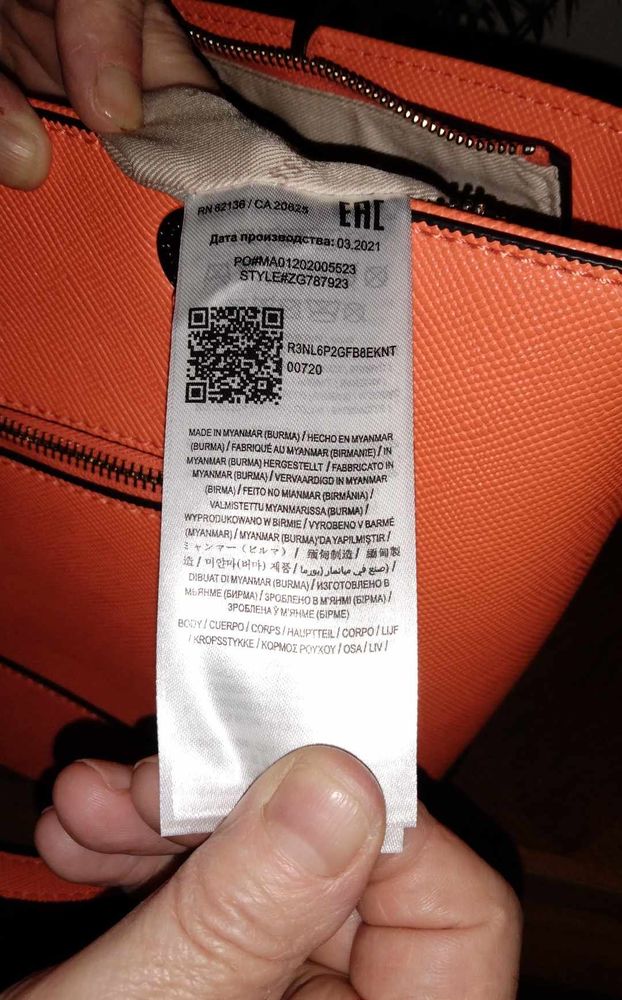 RN 62136 / CA 20625
EAC
Дата производства: 03.2021
PO#MA01202005523
STYLE#ZG787923
R3NL6P2GFB8EKNT
00720
MADE IN MYANMAR (BURMA) / HECHO EN MYANMAR
(BURMA) / FABRIQUÉ AU MYANMAR (BIRMANIE) / IN
MYANMAR (BURMA) HERGESTELLT / FABBRICATO IN
MYANMAR (BURMA) / VERVAARDIGD IN MYANMAR
(BIRMA) / FEITO NO MIANMAR (BIRMÂNIA) /
VALMISTETTU MYANMARISSA (BURMA) /
WYPRODUKOWANO W BIRMIE / VYROBENO V BARMĚ
(MYANMAR) / MYANMAR (BURMA)'DA YAPILMIŞTIR /
ミャンマー (ビルマ) / 緬甸制造 / 緬甸製
造 / 미얀마(버마) 제품 / (صنع في ميانمار (بورما /
DIBUAT DI MYANMAR (BURMA) / ИЗГОТОВЛЕНО В
МЬЯНМЕ (БИРМА) / ЗРОБЛЕНО В М'ЯНМІ (БІРМА) /
ЗРОБЛЕНА Ў М'ЯНМЕ (БІРМЕ)
BODY / CUERPO / CORPS / HAUPTTEIL / CORPO / LIJF
/ KROPSSTYKKE / ΚΟΡΜΟΣ ΡΟΥΧΟΥ / OSA / LIV /